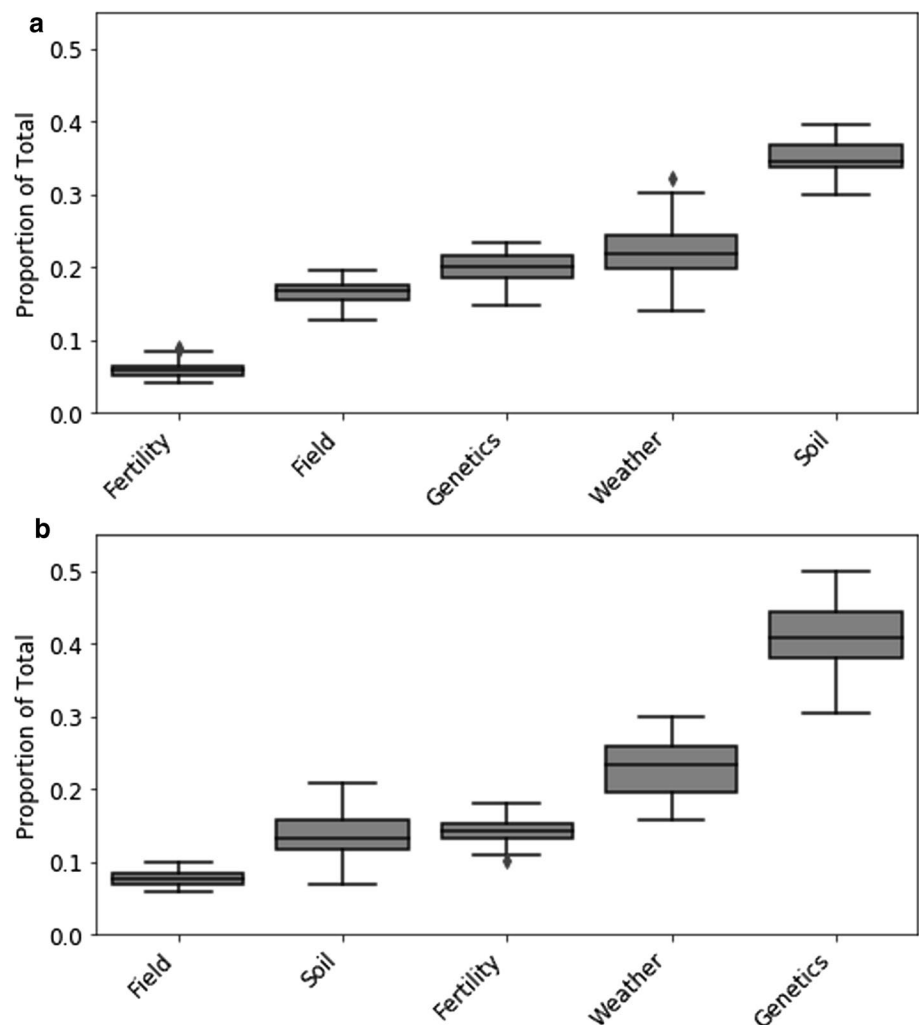 a
Proportion of Total
0.5
0.4
0.3
0.2
0.1
0.0
Fertility
Field
Genetics
Weather
Soil
b
Proportion of Total
0.5
0.4
0.3
0.2
0.1
0.0
Field
Soil
Fertility
Weather
Genetics